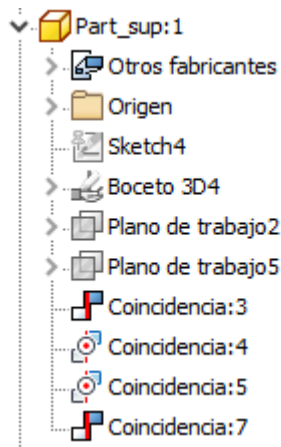 Part_sup:1
Otros fabricantes
Origen
Sketch4
Boceto 3D4
Plano de trabajo2
Plano de trabajo5
Coincidencia:3
Coincidencia:4
Coincidencia:5
Coincidencia:7